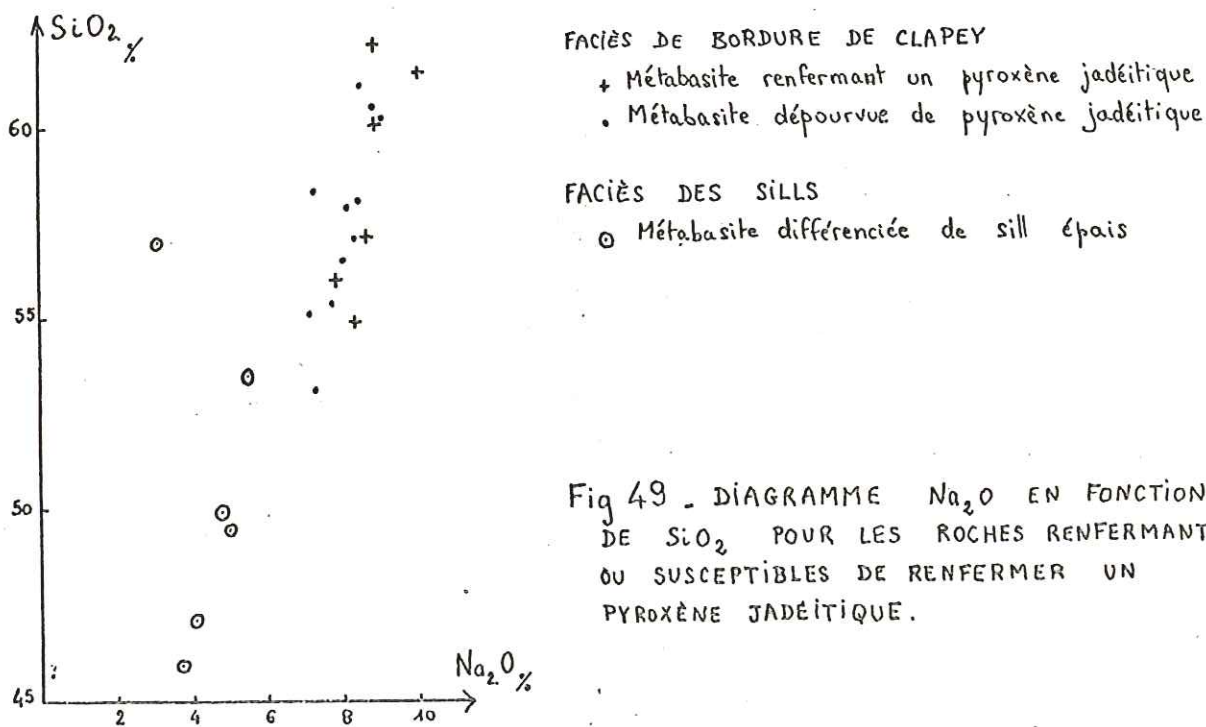 SiO2 %
60
55
50
45
2 4 6 8 10
Na2O %
FACIÈS DE BORDURE DE CLAPEY
+ Métabasite renfermant un pyroxène jadéitique
• Métabasite dépourvue de pyroxène jadéitique
FACIÈS DES SILLS
⊙ Métabasite différenciée de sill épais
Fig 49 - DIAGRAMME Na2O EN FONCTION
DE SiO2 POUR LES ROCHES RENFERMANT
OU SUSCEPTIBLES DE RENFERMER UN
PYROXÈNE JADÉITIQUE.